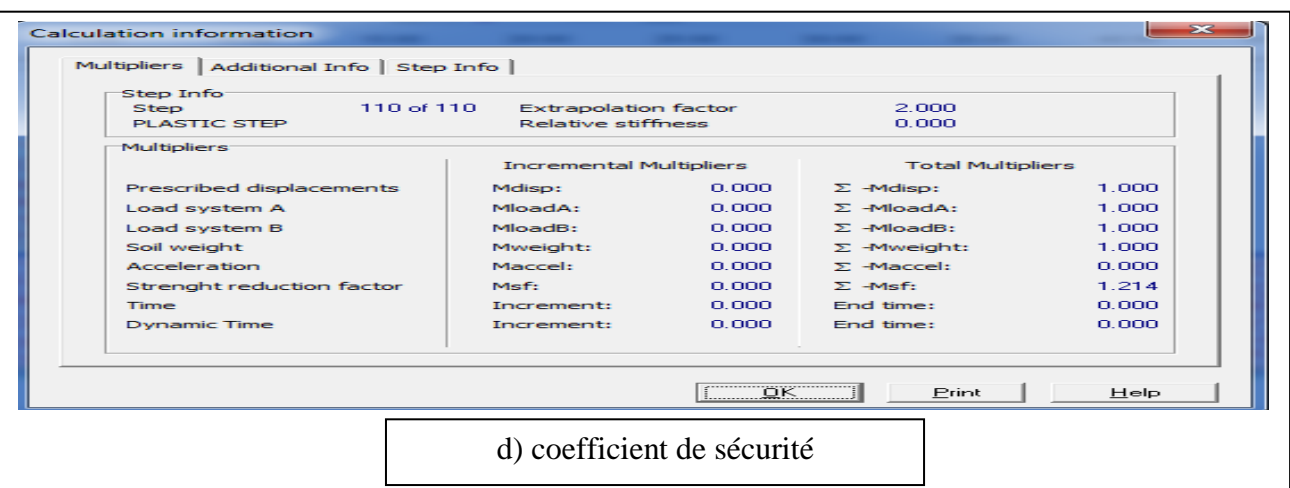 Calculation information
Multipliers Additional Info Step Info
Step Info
Step 110 of 110 Extrapolation factor 2.000
PLASTIC STEP Relative stiffness 0.000
Multipliers
Incremental Multipliers Total Multipliers
Prescribed displacements Mdisp: 0.000 Σ -Mdisp: 1.000
Load system A MloadA: 0.000 Σ -MloadA: 1.000
Load system B MloadB: 0.000 Σ -MloadB: 1.000
Soil weight Mweight: 0.000 Σ -Mweight: 1.000
Acceleration Maccel: 0.000 Σ -Maccel: 0.000
Strenght reduction factor Msf: 0.000 Σ -Msf: 1.214
Time Increment: 0.000 End time: 0.000
Dynamic Time Increment: 0.000 End time: 0.000
OK Print Help
d) coefficient de sécurité